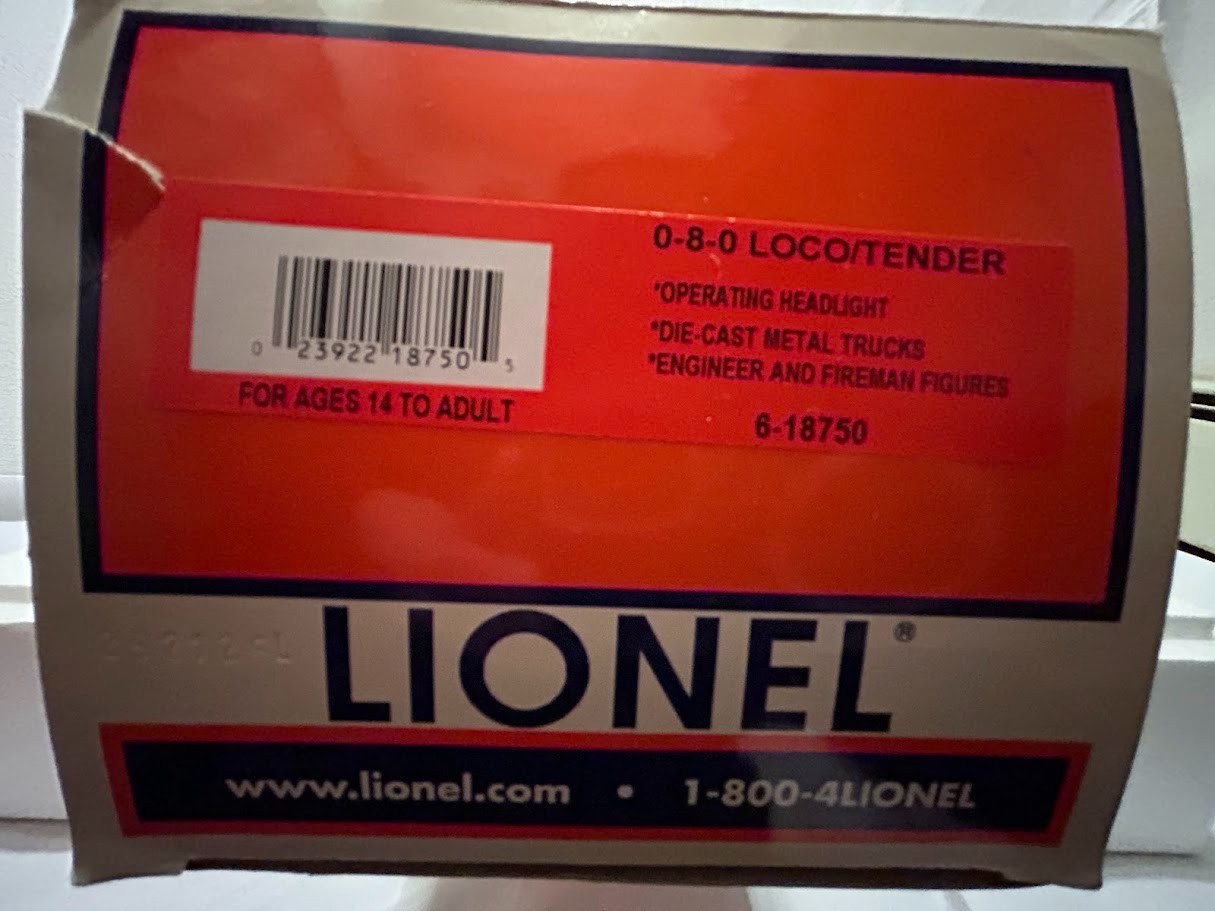 0-8-0 LOCO/TENDER
*OPERATING HEADLIGHT
*DIE-CAST METAL TRUCKS
*ENGINEER AND FIREMAN FIGURES
6-18750
0 23922 18750 5
FOR AGES 14 TO ADULT
LIONEL®
www.lionel.com • 1-800-4LIONEL